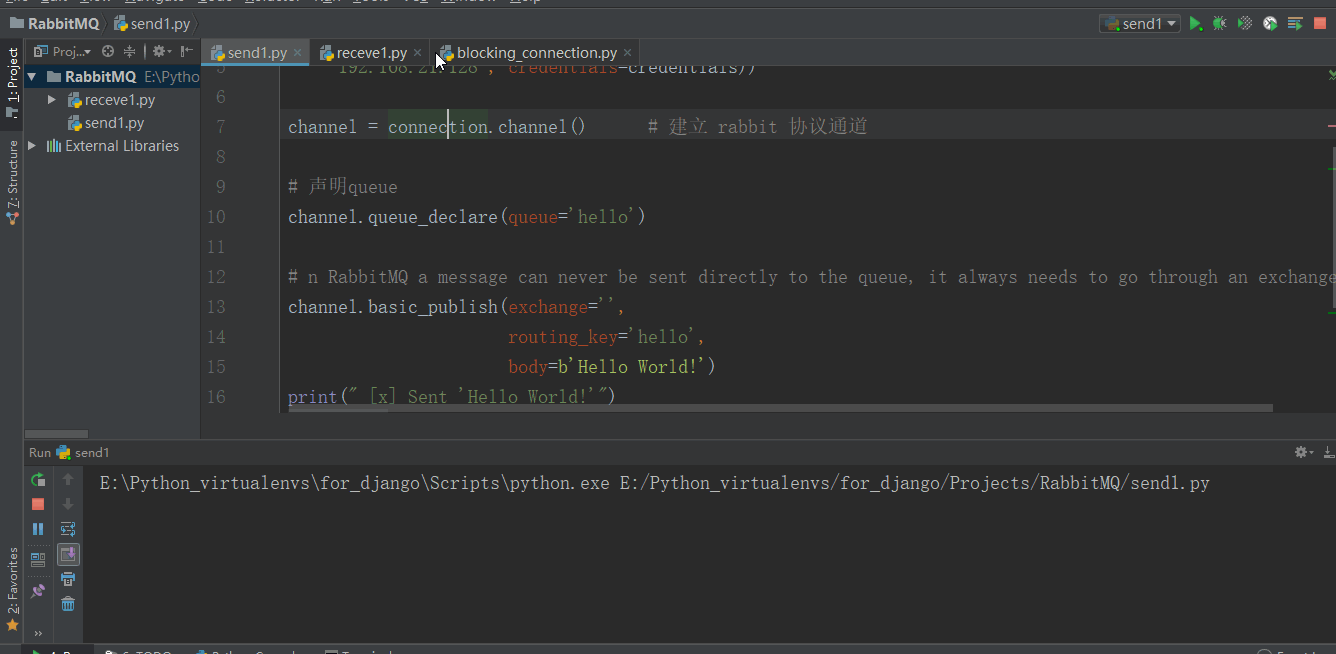 RabbitMQ send1.py send1
1: Project
Proj...
send1.py receve1.py blocking_connection.py
RabbitMQ E:\Pytho
receve1.py
send1.py
External Libraries
7: Structure
5 '192.168.21.128', credentials=credentials))
6
7 channel = connection.channel() # 建立 rabbit 协议通道
8
9 # 声明queue
10 channel.queue_declare(queue='hello')
11
12 # n RabbitMQ a message can never be sent directly to the queue, it always needs to go through an exchange
13 channel.basic_publish(exchange='',
14 routing_key='hello',
15 body=b'Hello World!')
16 print(" [x] Sent 'Hello World!'")
Run send1
E:\Python_virtualenvs\for_django\Scripts\python.exe E:/Python_virtualenvs/for_django/Projects/RabbitMQ/send1.py
2: Favorites